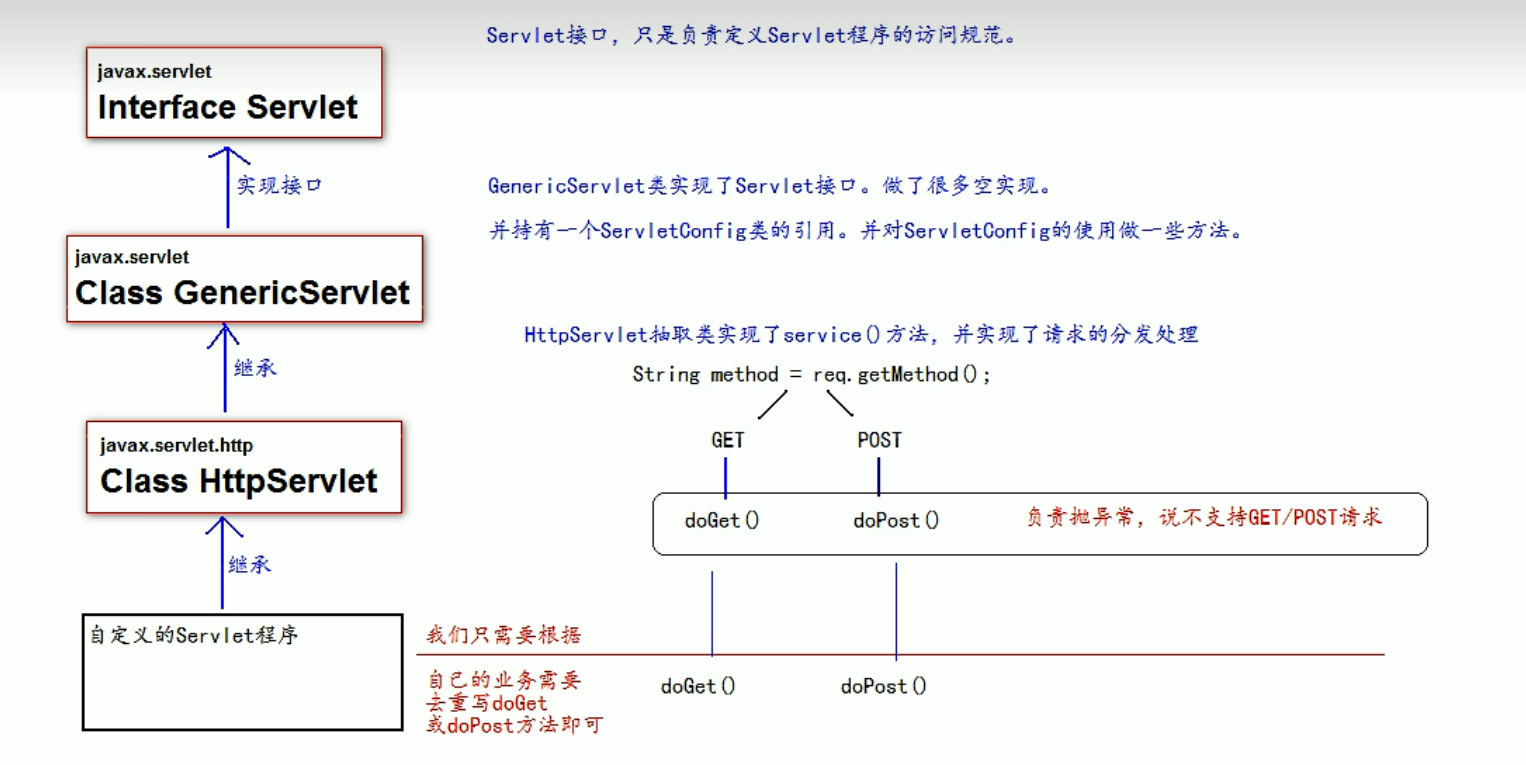 Servlet接口，只是负责定义Servlet程序的访问规范。
javax.servlet
Interface Servlet
实现接口
GenericServlet类实现了Servlet接口。做了很多空实现。
并持有一个ServletConfig类的引用。并对ServletConfig的使用做一些方法。
javax.servlet
Class GenericServlet
继承
HttpServlet抽取类实现了service()方法，并实现了请求的分发处理
String method = req.getMethod();
GET POST
javax.servlet.http
Class HttpServlet
doGet() doPost() 负责抛异常，说不支持GET/POST请求
继承
自定义的Servlet程序
我们只需要根据
自己的业务需要
去重写doGet
或doPost方法即可
doGet() doPost()